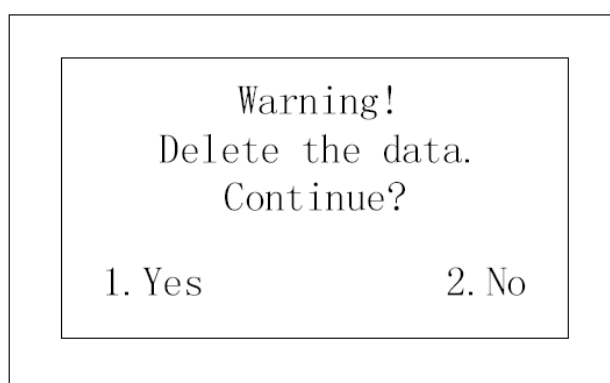 Warning!
Delete the data.
Continue?
1. Yes 2. No